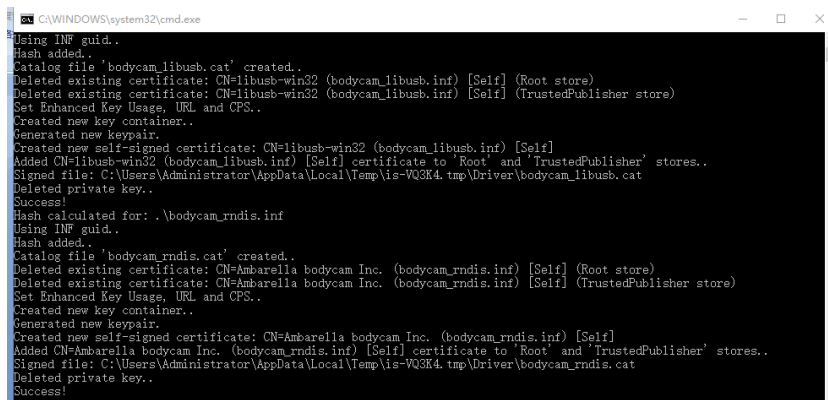 C:\WINDOWS\system32\cmd.exe
Using INF guid..
Hash added..
Catalog file 'bodycam_libusb.cat' created..
Deleted existing certificate: CN=libusb-win32 (bodycam_libusb.inf) [Self] (Root store)
Deleted existing certificate: CN=libusb-win32 (bodycam_libusb.inf) [Self] (TrustedPublisher store)
Set Enhanced Key Usage, URL and CPS..
Created new key container..
Generated new keypair.
Created new self-signed certificate: CN=libusb-win32 (bodycam_libusb.inf) [Self]
Added CN=libusb-win32 (bodycam_libusb.inf) [Self] certificate to 'Root' and 'TrustedPublisher' stores..
Signed file: C:\Users\Administrator\AppData\Local\Temp\is-VQ3K4.tmp\Driver\bodycam_libusb.cat
Deleted private key..
Success!
Hash calculated for: .\bodycam_rndis.inf
Using INF guid..
Hash added..
Catalog file 'bodycam_rndis.cat' created..
Deleted existing certificate: CN=Ambarella bodycam Inc. (bodycam_rndis.inf) [Self] (Root store)
Deleted existing certificate: CN=Ambarella bodycam Inc. (bodycam_rndis.inf) [Self] (TrustedPublisher store)
Set Enhanced Key Usage, URL and CPS..
Created new key container..
Generated new keypair.
Created new self-signed certificate: CN=Ambarella bodycam Inc. (bodycam_rndis.inf) [Self]
Added CN=Ambarella bodycam Inc. (bodycam_rndis.inf) [Self] certificate to 'Root' and 'TrustedPublisher' stores..
Signed file: C:\Users\Administrator\AppData\Local\Temp\is-VQ3K4.tmp\Driver\bodycam_rndis.cat
Deleted private key..
Success!